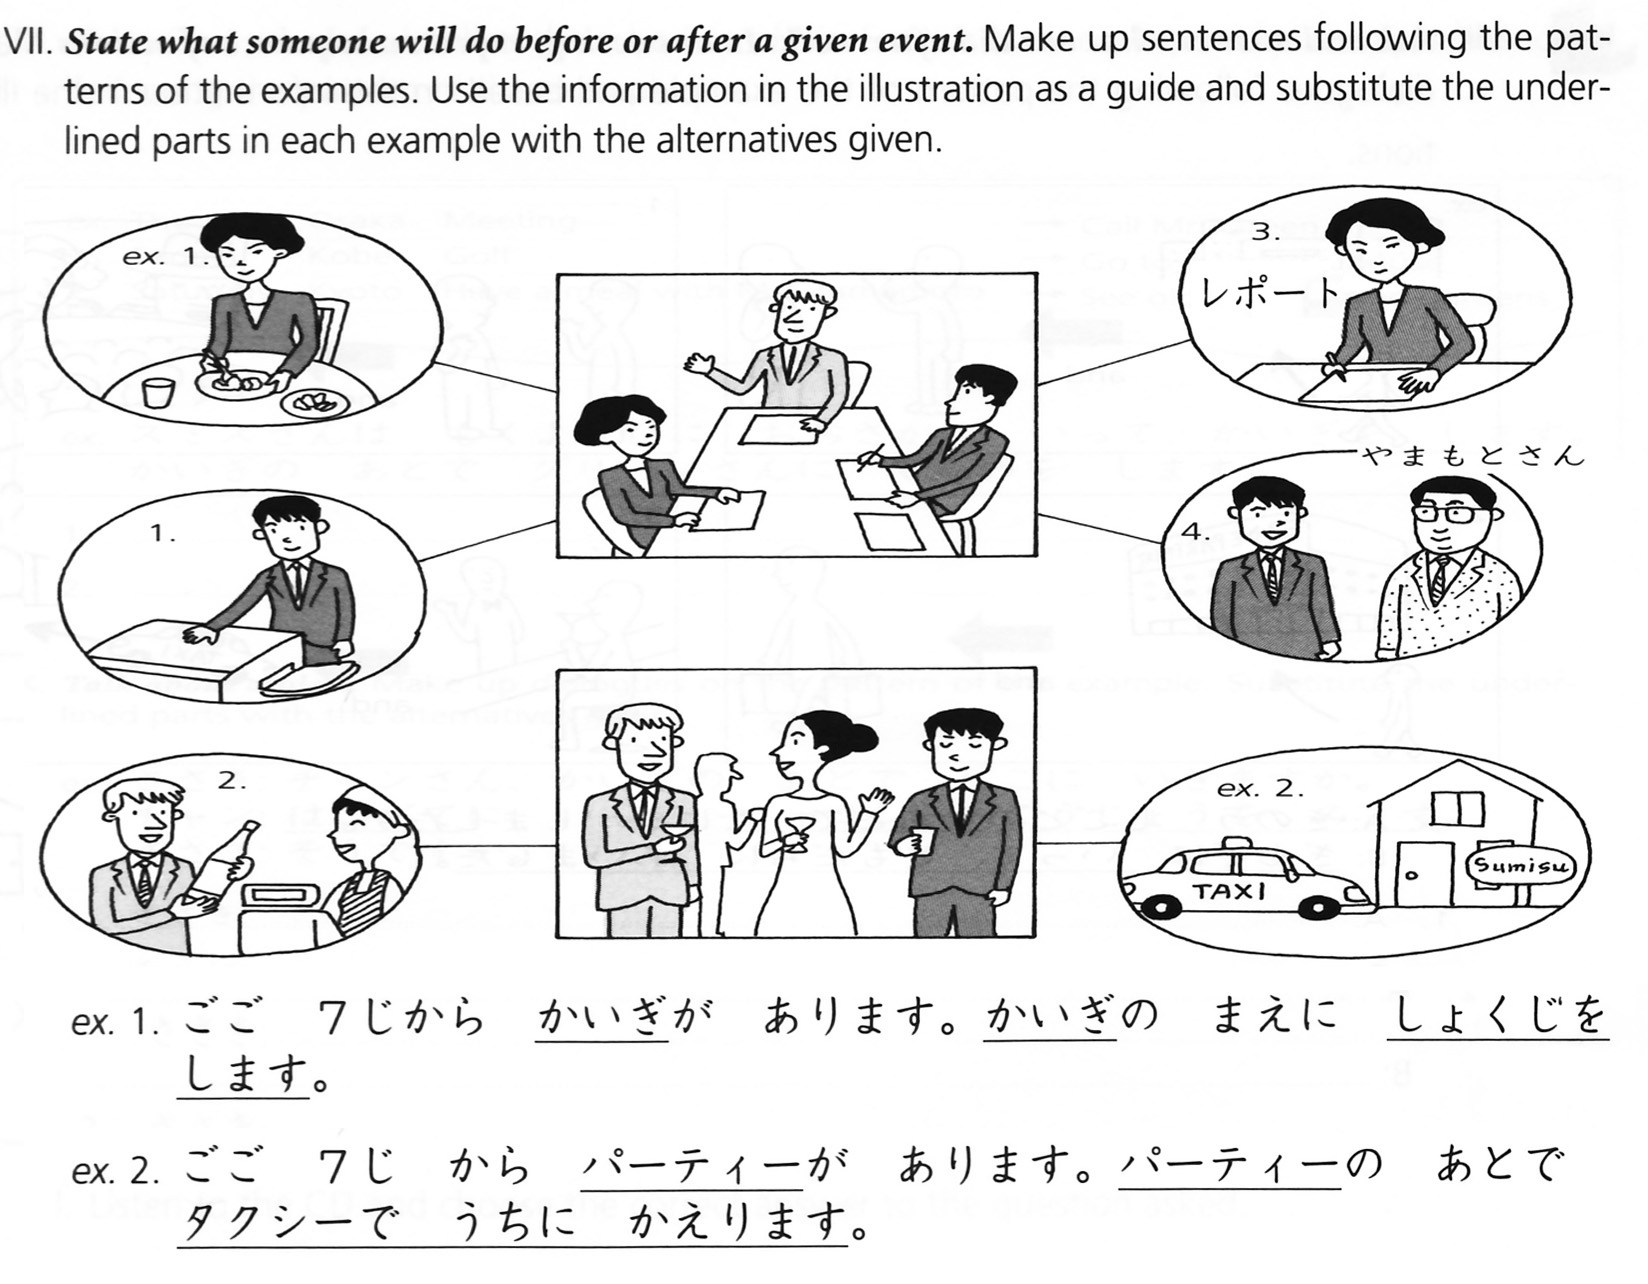 VII. State what someone will do before or after a given event. Make up sentences following the pat-
terns of the examples. Use the information in the illustration as a guide and substitute the under-
lined parts in each example with the alternatives given.
ex. 1.
3.
レポート
1.
やまもとさん
4.
2.
ex. 2.
TAXI
Sumisu
ex. 1. ごご 7じから かいぎが あります。かいぎの まえに しょくじを
します。
ex. 2. ごご 7じ から パーティーが あります。パーティーの あとで
タクシーで うちに かえります。